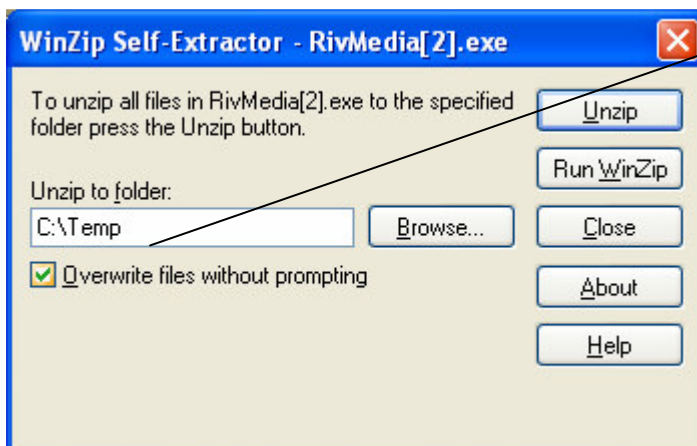 WinZip Self-Extractor - RivMedia[2].exe
To unzip all files in RivMedia[2].exe to the specified
folder press the Unzip button.
Unzip to folder:
C:\Temp
Browse...
Overwrite files without prompting
Unzip
Run WinZip
Close
About
Help